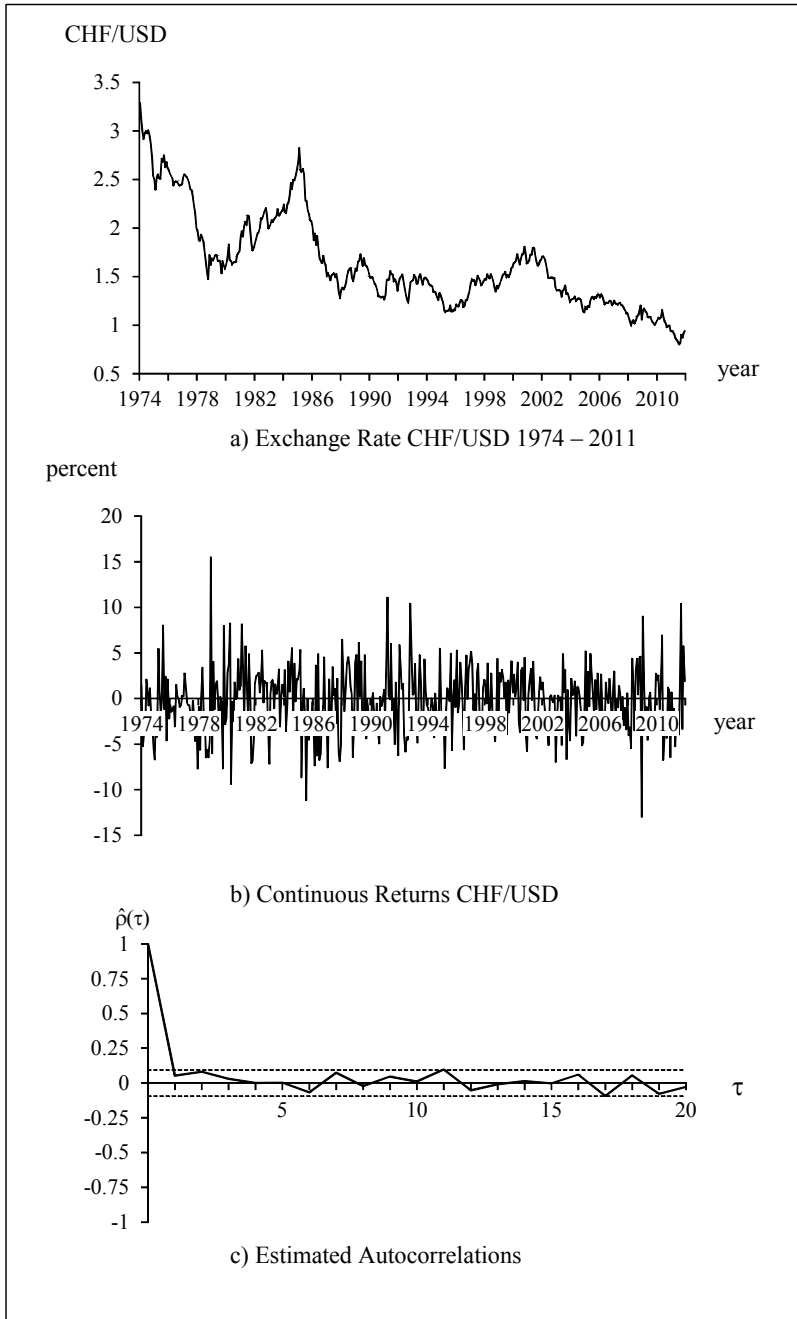 CHF/USD
3.5
3
2.5
2
1.5
1
0.5
year
1974 1978 1982 1986 1990 1994 1998 2002 2006 2010
a) Exchange Rate CHF/USD 1974 – 2011
percent
20
15
10
5
0
1974 1978 1982 1986 1990 1994 1998 2002 2006 2010 year
-5
-10
-15
b) Continuous Returns CHF/USD
ρ̂(τ)
1
0.75
0.5
0.25
0
5 10 15 20 τ
-0.25
-0.5
-0.75
-1
c) Estimated Autocorrelations